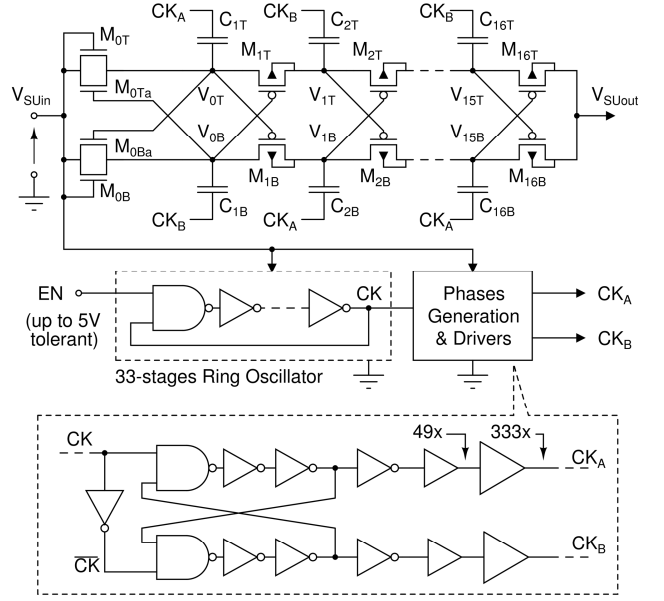 CK_A C_1T CK_B C_2T CK_B C_16T
M_0T M_1T M_2T M_16T
V_SUin M_0Ta V_0T V_1T V_15T V_SUout
V_0B V_1B V_15B
M_0Ba M_1B M_2B M_16B
M_0B
CK_B C_1B CK_A C_2B CK_A C_16B
EN
(up to 5V
tolerant)
CK
33-stages Ring Oscillator
Phases
Generation
& Drivers
CK_A
CK_B
CK 49x 333x
CK_A
C̅K̅
CK_B